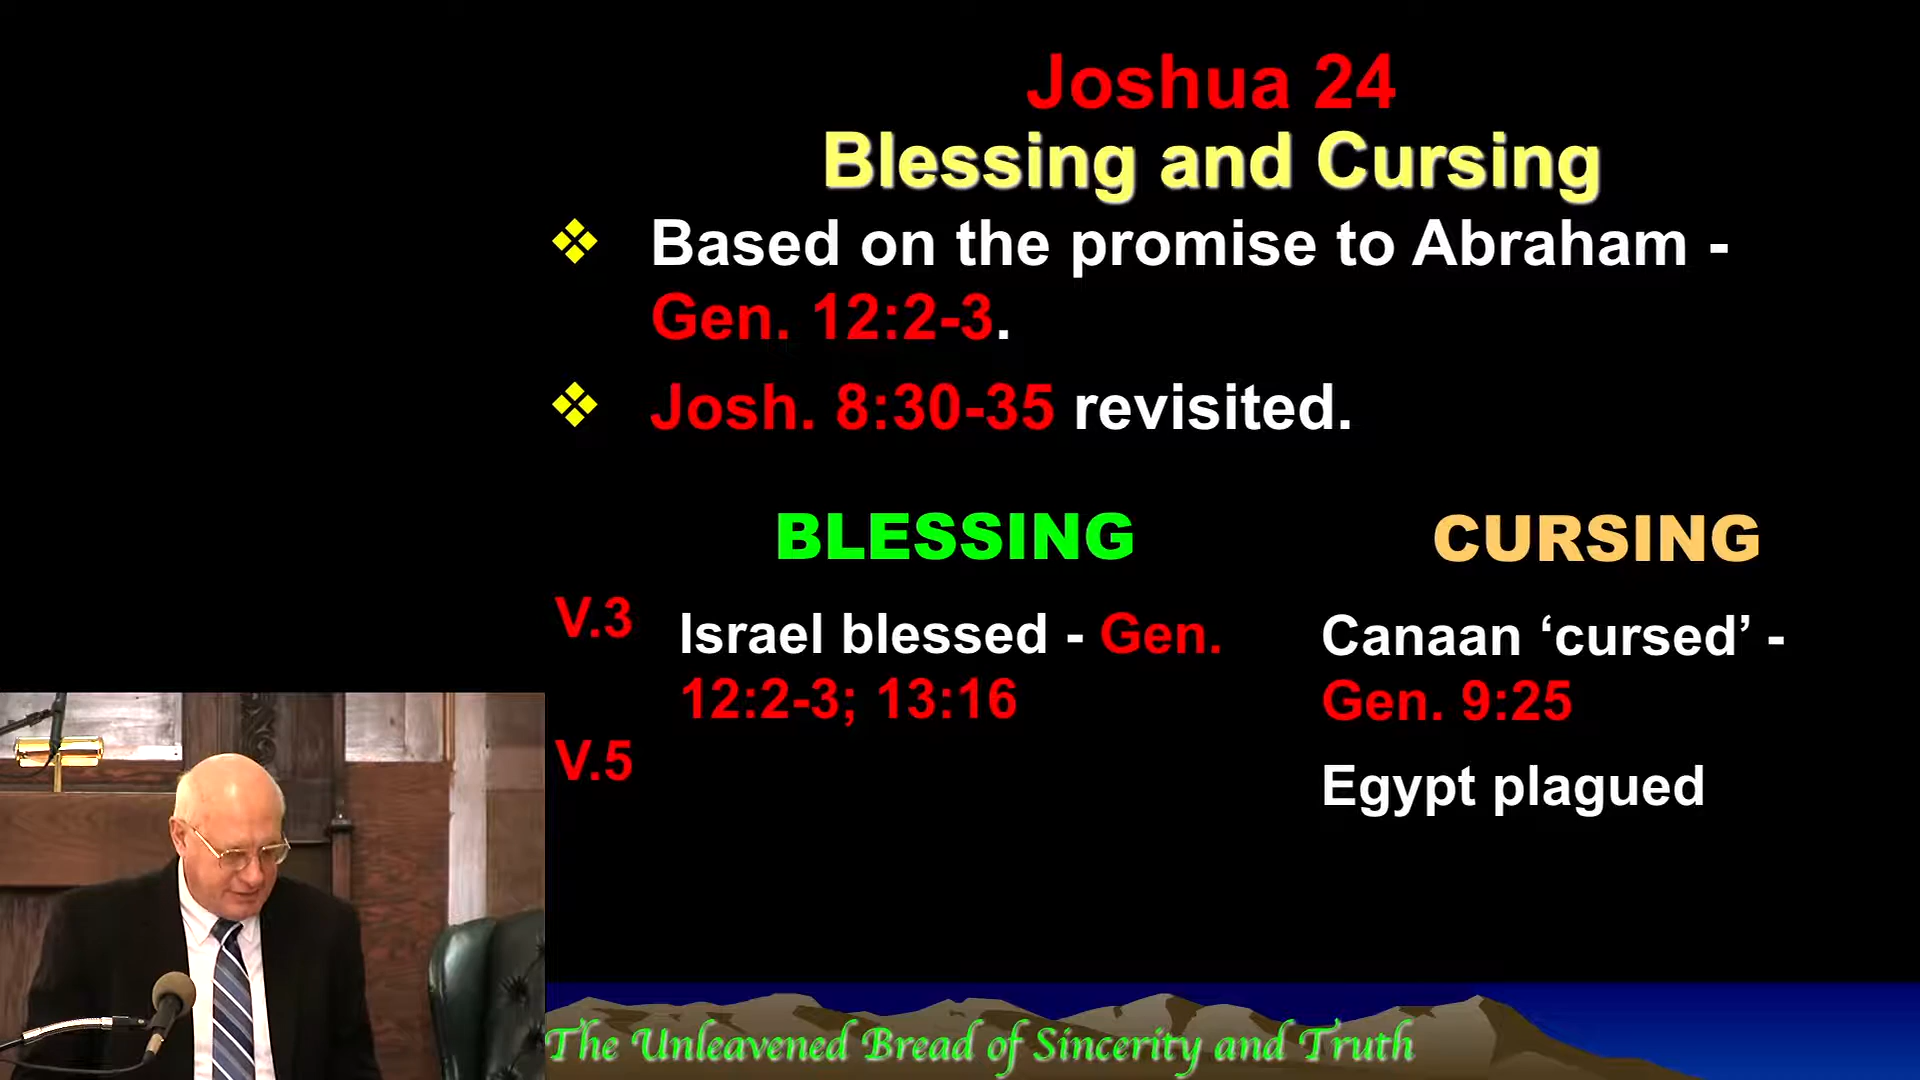 Joshua 24
Blessing and Cursing
Based on the promise to Abraham -
Gen. 12:2-3.
Josh. 8:30-35 revisited.
BLESSING
CURSING
V.3
Israel blessed - Gen.
12:2-3; 13:16
Canaan ‘cursed’ -
Gen. 9:25
V.5
Egypt plagued
The Unleavened Bread of Sincerity and Truth